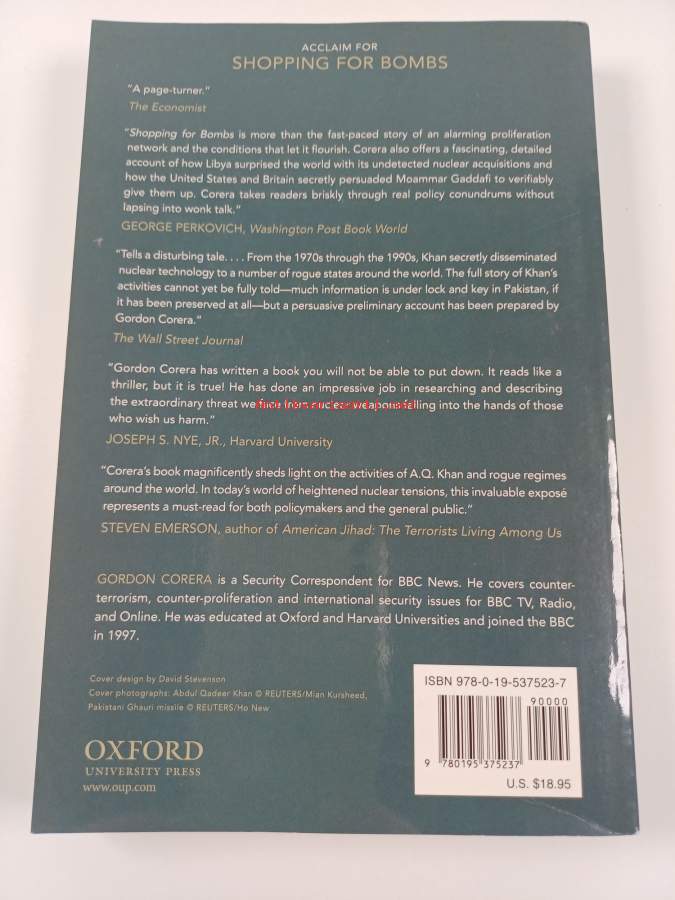 ACCLAIM FOR
SHOPPING FOR BOMBS
"A page-turner."
The Economist
"Shopping for Bombs is more than the fast-paced story of an alarming proliferation
network and the conditions that let it flourish. Corera also offers a fascinating, detailed
account of how Libya surprised the world with its undetected nuclear acquisitions and
how the United States and Britain secretly persuaded Moammar Gaddafi to verifiably
give them up. Corera takes readers briskly through real policy conundrums without
lapsing into wonk talk."
GEORGE PERKOVICH, Washington Post Book World
"Tells a disturbing tale. . . . From the 1970s through the 1990s, Khan secretly disseminated
nuclear technology to a number of rogue states around the world. The full story of Khan's
activities cannot yet be fully told—much information is under lock and key in Pakistan, if
it has been preserved at all—but a persuasive preliminary account has been prepared by
Gordon Corera."
The Wall Street Journal
"Gordon Corera has written a book you will not be able to put down. It reads like a
thriller, but it is true! He has done an impressive job in researching and describing
the extraordinary threat we face from nuclear weapons falling into the hands of those
who wish us harm."
JOSEPH S. NYE, JR., Harvard University
"Corera's book magnificently sheds light on the activities of A.Q. Khan and rogue regimes
around the world. In today's world of heightened nuclear tensions, this invaluable exposé
represents a must-read for both policymakers and the general public."
STEVEN EMERSON, author of American Jihad: The Terrorists Living Among Us
GORDON CORERA is a Security Correspondent for BBC News. He covers counter-
terrorism, counter-proliferation and international security issues for BBC TV, Radio,
and Online. He was educated at Oxford and Harvard Universities and joined the BBC
in 1997.
Cover design by David Stevenson
Cover photographs: Abdul Qadeer Khan © REUTERS/Mian Kursheed,
Pakistani Ghauri missile © REUTERS/Ho New
OXFORD
UNIVERSITY PRESS
www.oup.com
ISBN 978-0-19-537523-7
90000
9 780195 375237
U.S. $18.95